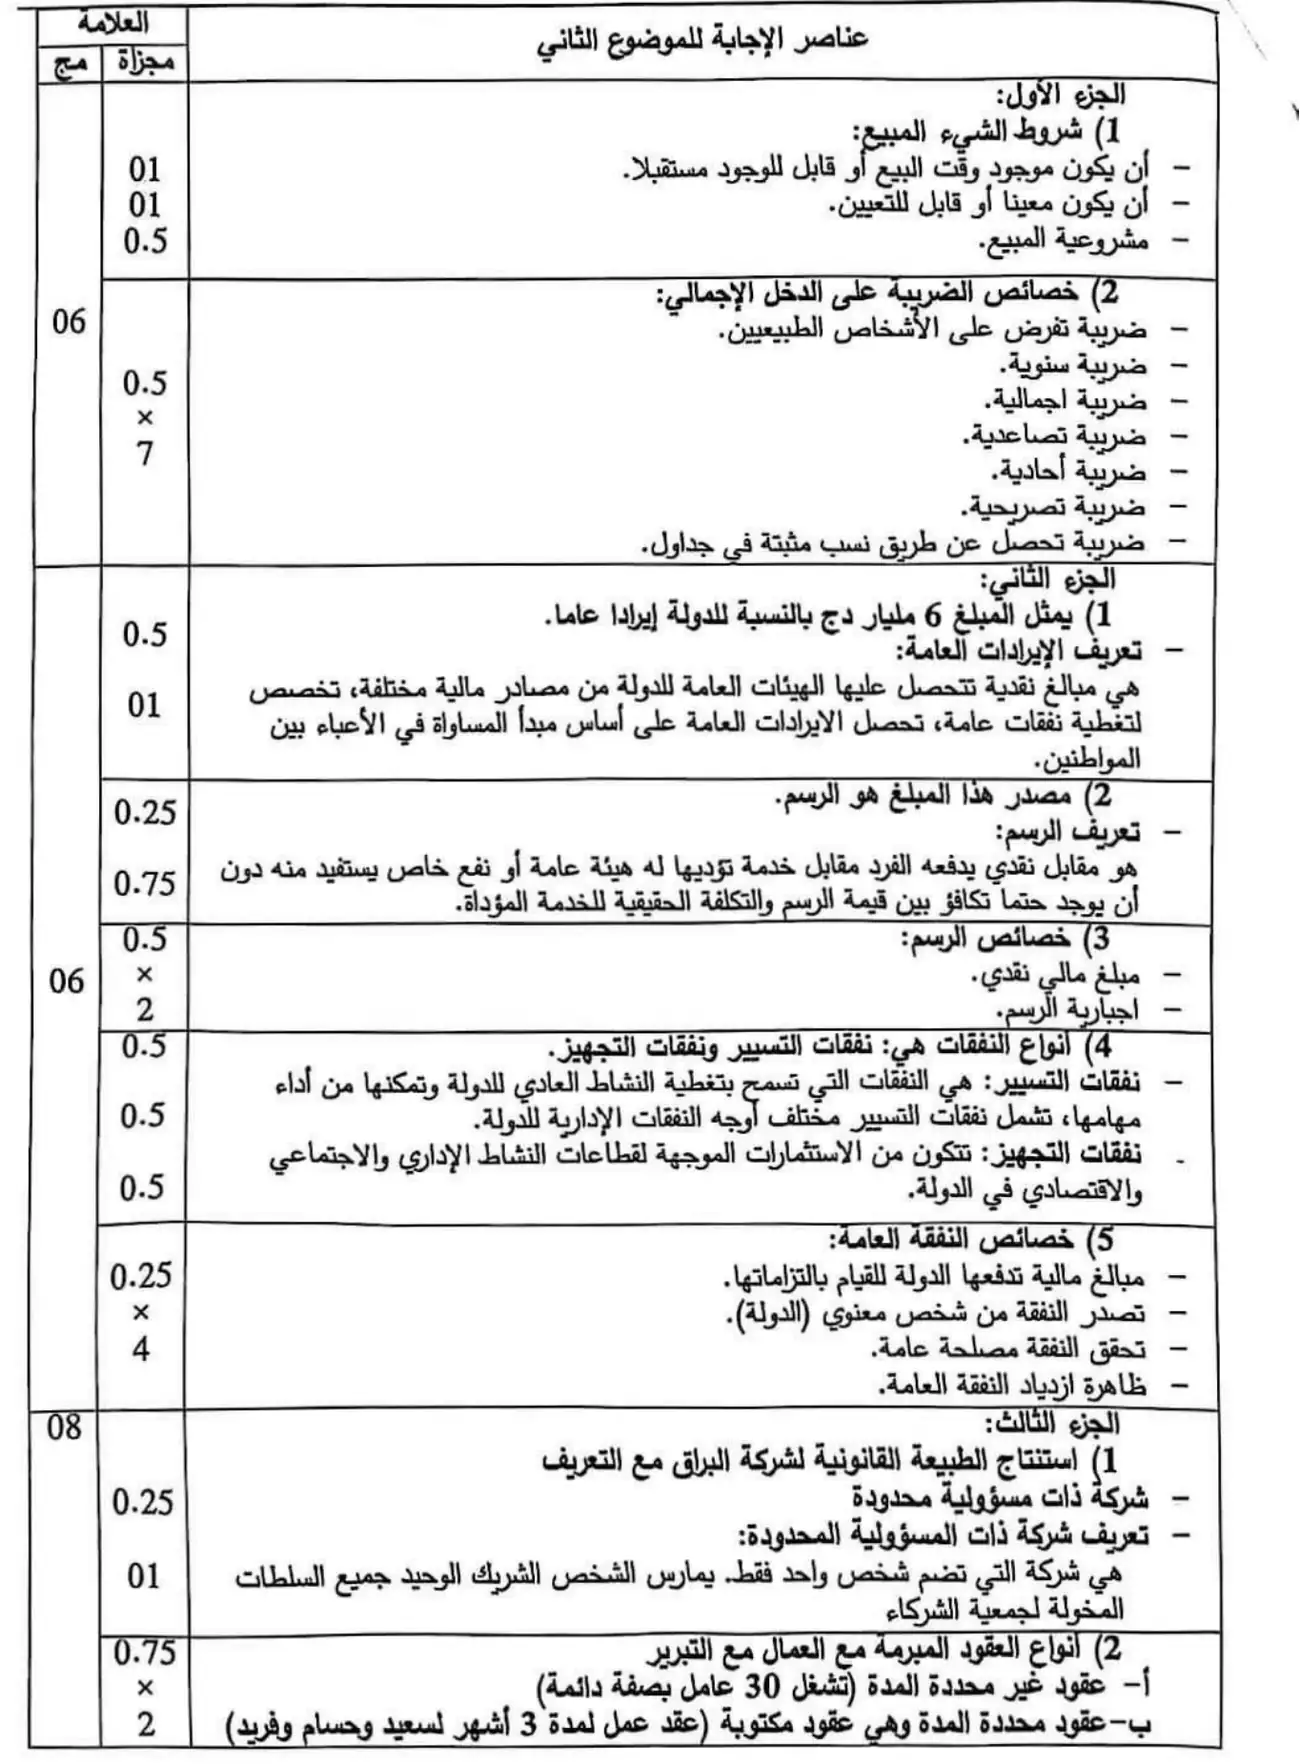 عناصر الإجابة للموضوع الثاني
العلامة
مجزأة
مج
الجزء الأول:
1) شروط الشيء المبيع:
- أن يكون موجود وقت البيع أو قابل للوجود مستقبلا.
01
- أن يكون معينا أو قابل للتعيين.
01
- مشروعية المبيع.
0.5
2) خصائص الضريبة على الدخل الإجمالي:
06
- ضريبة تفرض على الأشخاص الطبيعيين.
- ضريبة سنوية.
0.5
- ضريبة اجمالية.
×
- ضريبة تصاعدية.
7
- ضريبة أحادية.
- ضريبة تصريحية.
- ضريبة تحصل عن طريق نسب مثبتة في جداول.
الجزء الثاني:
1) يمثل المبلغ 6 مليار دج بالنسبة للدولة إيرادا عاما.
0.5
- تعريف الإيرادات العامة:
هي مبالغ نقدية تتحصل عليها الهيئات العامة للدولة من مصادر مالية مختلفة، تخصص
01
لتغطية نفقات عامة، تحصل الايرادات العامة على أساس مبدأ المساواة في الأعباء بين
المواطنين.
2) مصدر هذا المبلغ هو الرسم.
0.25
- تعريف الرسم:
هو مقابل نقدي يدفعه الفرد مقابل خدمة تؤديها له هيئة عامة أو نفع خاص يستفيد منه دون
0.75
أن يوجد حتما تكافؤ بين قيمة الرسم والتكلفة الحقيقية للخدمة المؤداة.
3) خصائص الرسم:
0.5
- مبلغ مالي نقدي.
×
06
- اجبارية الرسم.
2
4) أنواع النفقات هي: نفقات التسيير ونفقات التجهيز.
0.5
- نفقات التسيير: هي النفقات التي تسمح بتغطية النشاط العادي للدولة وتمكنها من أداء
مهامها، تشمل نفقات التسيير مختلف أوجه النفقات الإدارية للدولة.
0.5
- نفقات التجهيز: تتكون من الاستثمارات الموجهة لقطاعات النشاط الإداري والاجتماعي
والاقتصادي في الدولة.
0.5
5) خصائص النفقة العامة:
- مبالغ مالية تدفعها الدولة للقيام بالتزاماتها.
0.25
- تصدر النفقة من شخص معنوي (الدولة).
×
- تحقق النفقة مصلحة عامة.
4
- ظاهرة ازدياد النفقة العامة.
الجزء الثالث:
08
1) استنتاج الطبيعة القانونية لشركة البراق مع التعريف
- شركة ذات مسؤولية محدودة
0.25
- تعريف شركة ذات المسؤولية المحدودة:
هي شركة التي تضم شخص واحد فقط. يمارس الشخص الشريك الوحيد جميع السلطات
01
المخولة لجمعية الشركاء
2) أنواع العقود المبرمة مع العمال مع التبرير
0.75
أ- عقود غير محددة المدة (تشغل 30 عامل بصفة دائمة)
×
ب-عقود محددة المدة وهي عقود مكتوبة (عقد عمل لمدة 3 أشهر لسعيد وحسام وفريد)
2